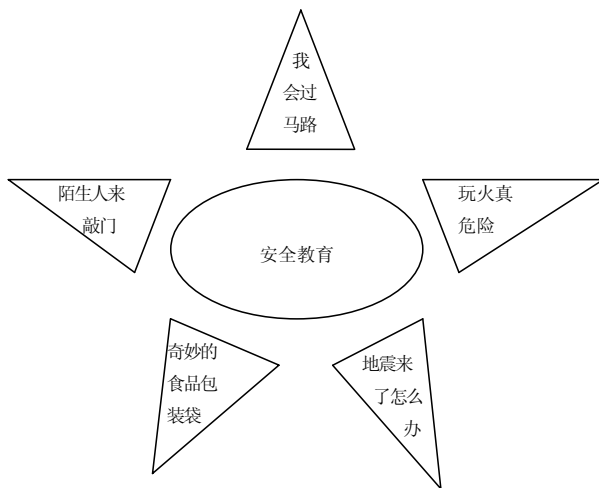 我
会过
马路
陌生人来
敲门
玩火真
危险
安全教育
奇妙的
食品包
装袋
地震来
了怎么
办